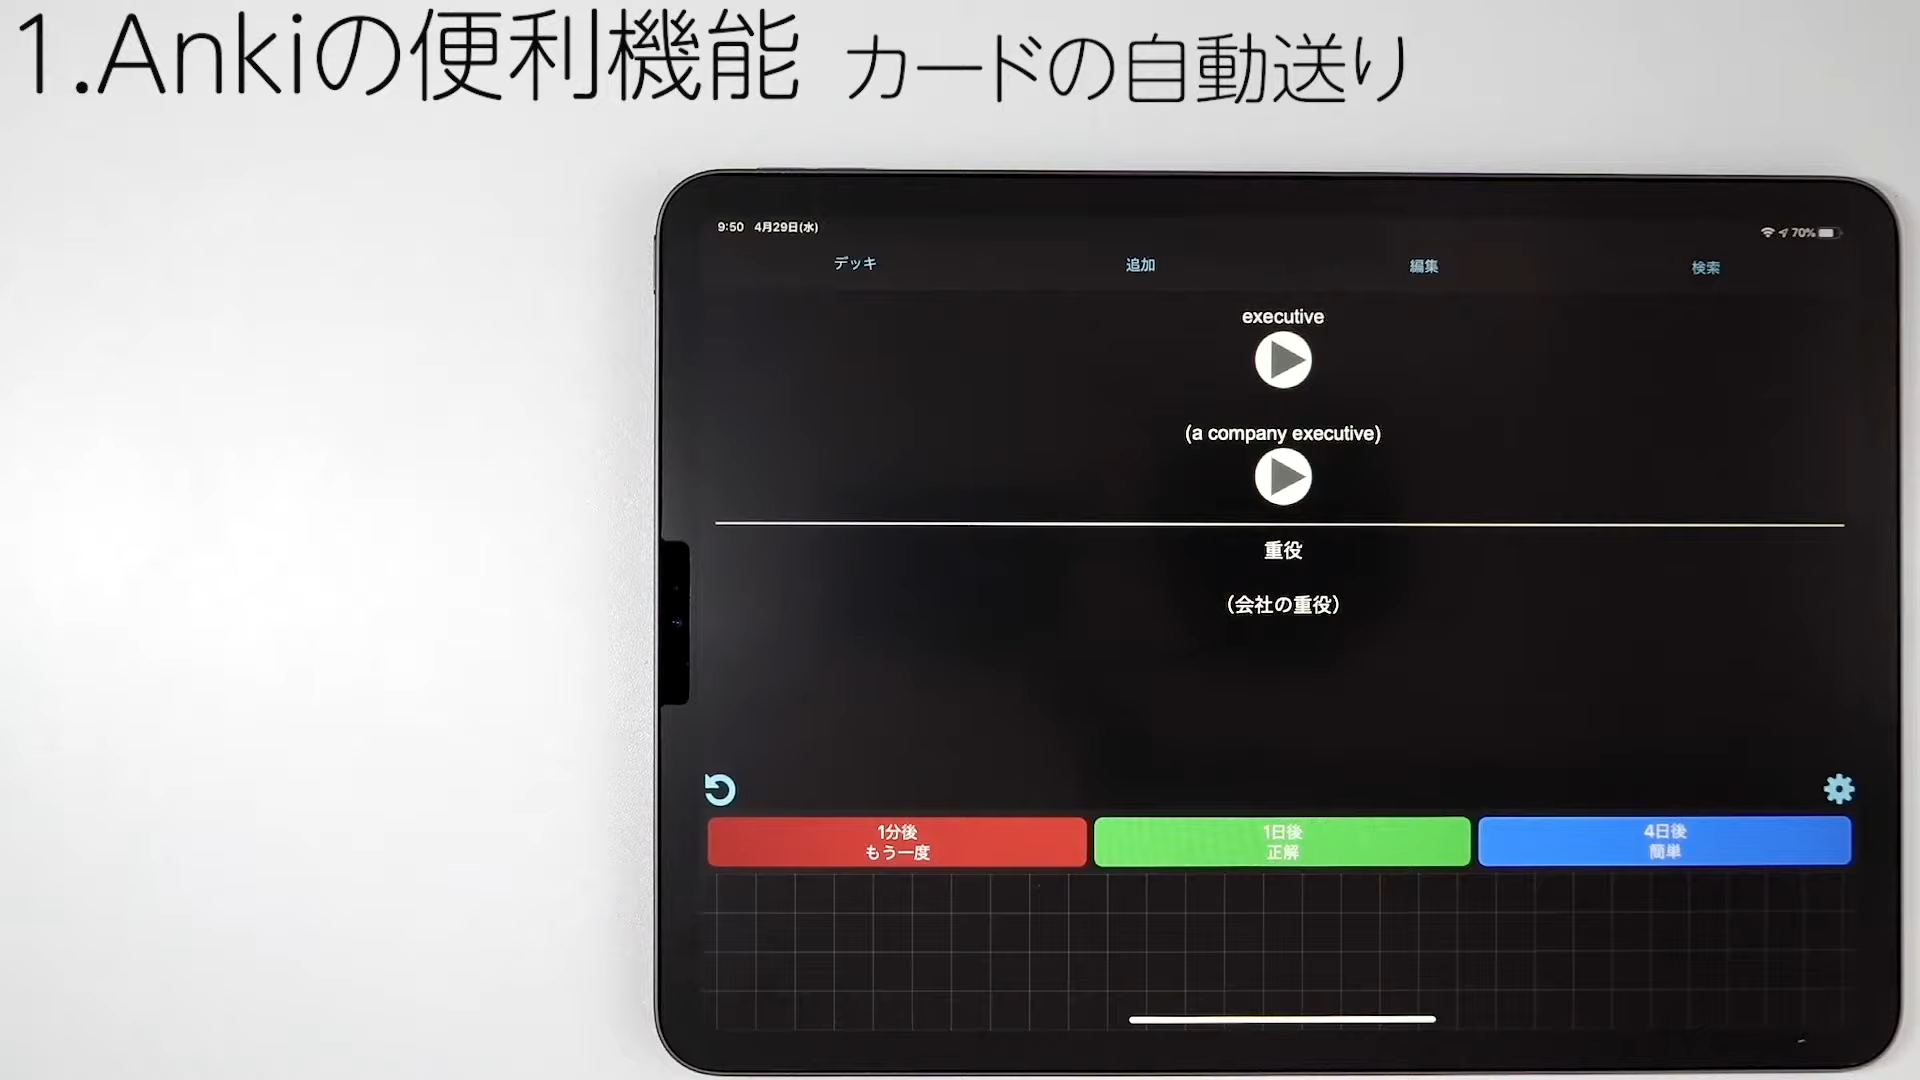 1.Ankiの便利機能 カードの自動送り
9:50 4月29日(水)
70%
デッキ 追加 編集 検索
executive
(a company executive)
重役
（会社の重役）
1分後
もう一度
1日後
正解
4日後
簡単